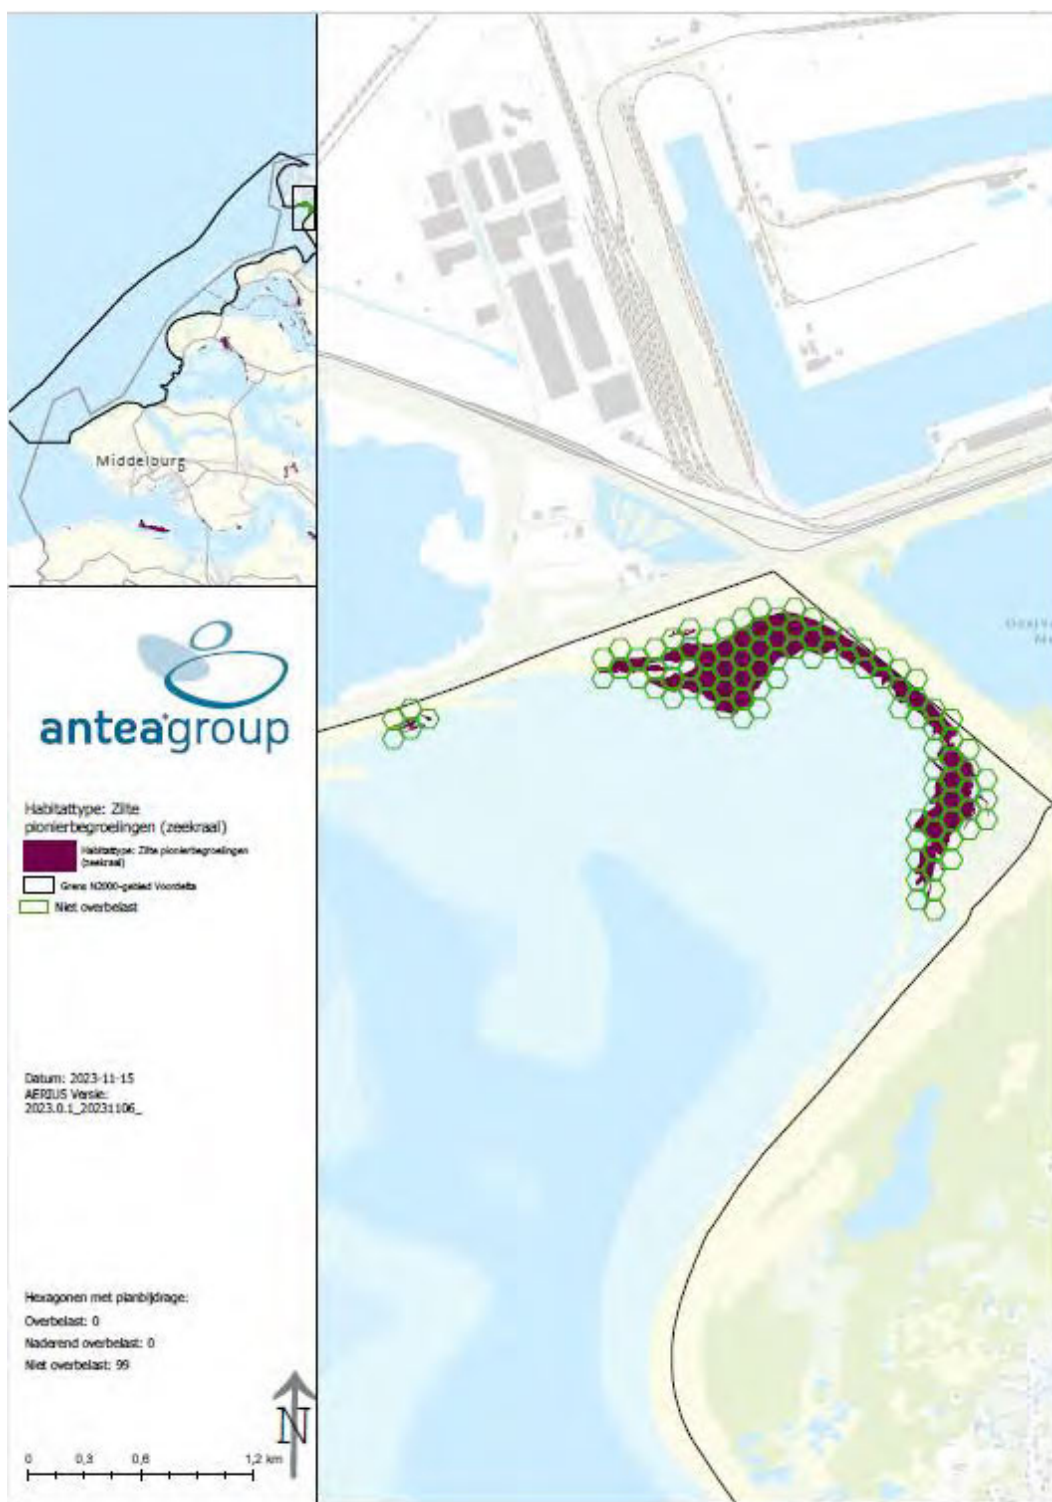 Middelburg
anteagroup
Habitattype: Zilte
pionierbegroeiingen (zeekraal)
Habitattype: Zilte pionierbegroeiingen
(zeekraal)
Grens N2000-gebied Voordelta
Niet overbelast
Datum: 2023-11-15
AERIUS Versie:
2023.0.1_20231106_
Hexagonen met planbijdrage:
Overbelast: 0
Naderend overbelast: 0
Niet overbelast: 99
N
0 0,3 0,6 1,2 km